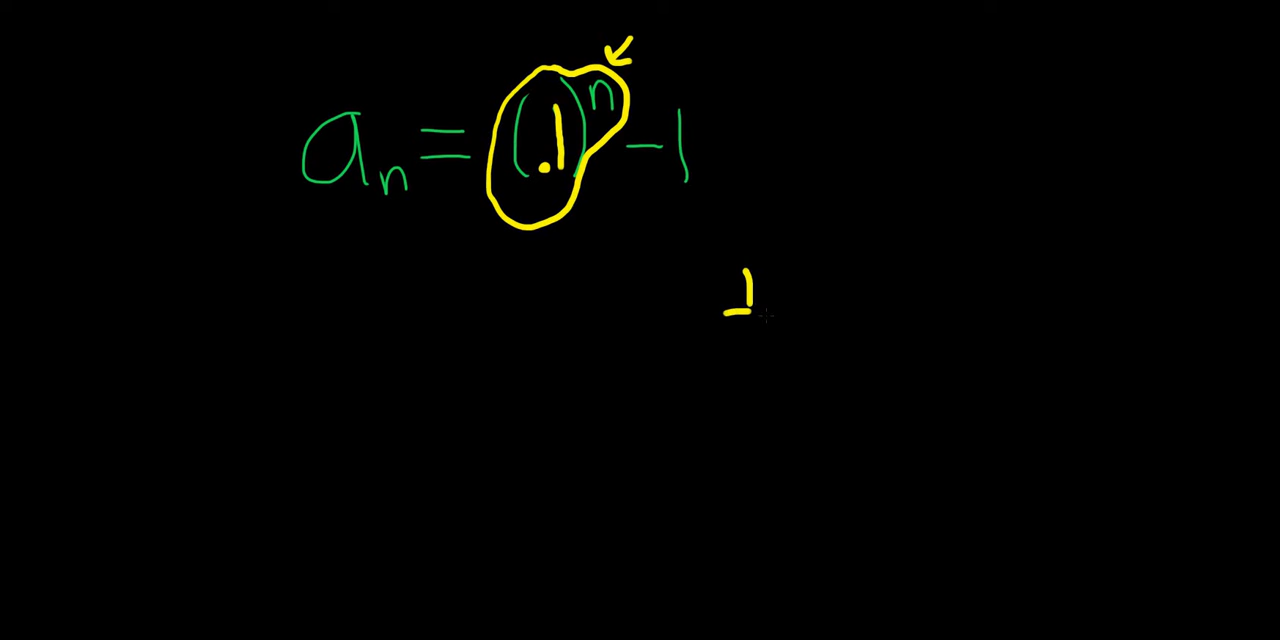 aₙ = (.1)ⁿ - 1
1